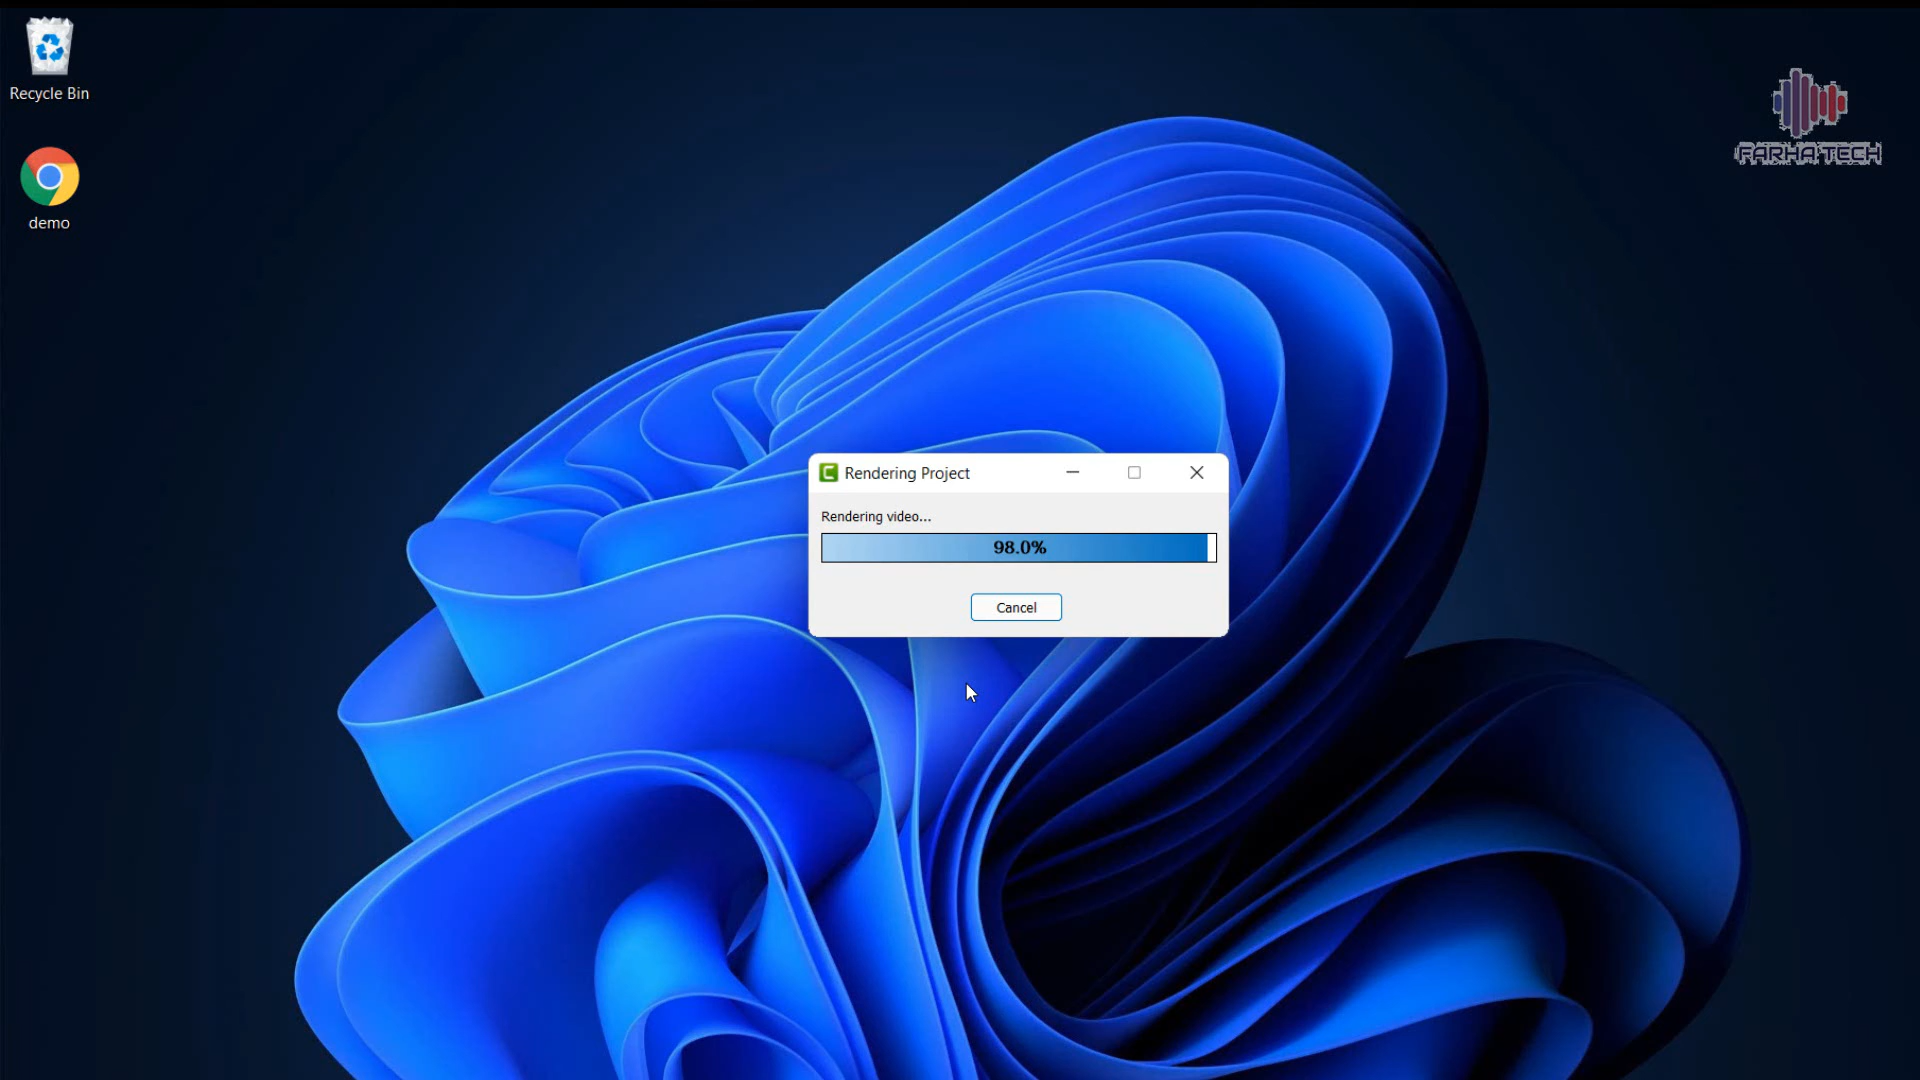 Recycle Bin
demo
FARHATECH
Rendering Project
Rendering video...
98.0%
Cancel